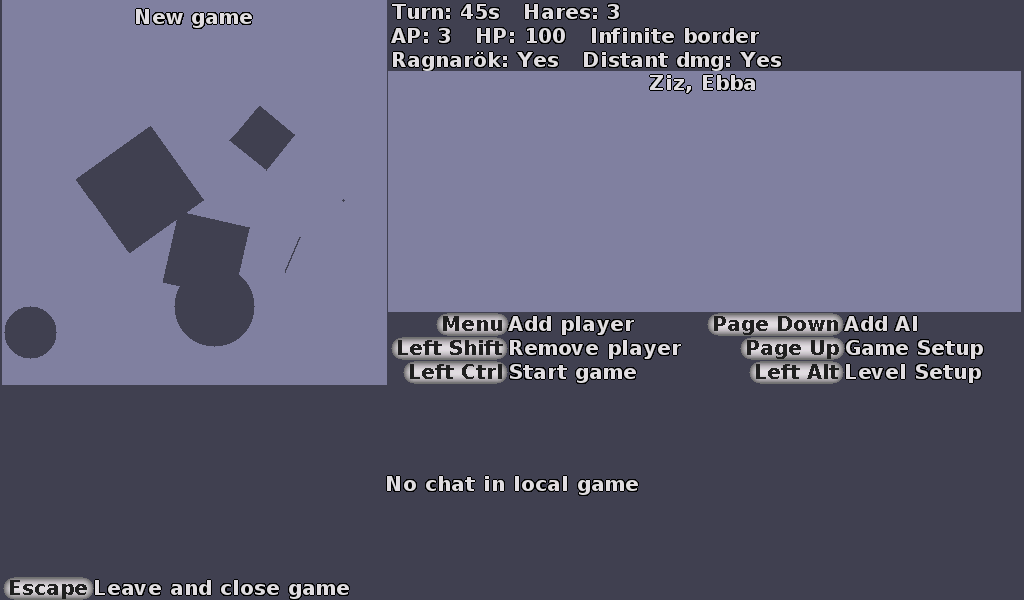 New game
Turn: 45s Hares: 3
AP: 3 HP: 100 Infinite border
Ragnarök: Yes Distant dmg: Yes
Ziz, Ebba
Menu Add player Page Down Add AI
Left Shift Remove player Page Up Game Setup
Left Ctrl Start game Left Alt Level Setup
No chat in local game
Escape Leave and close game